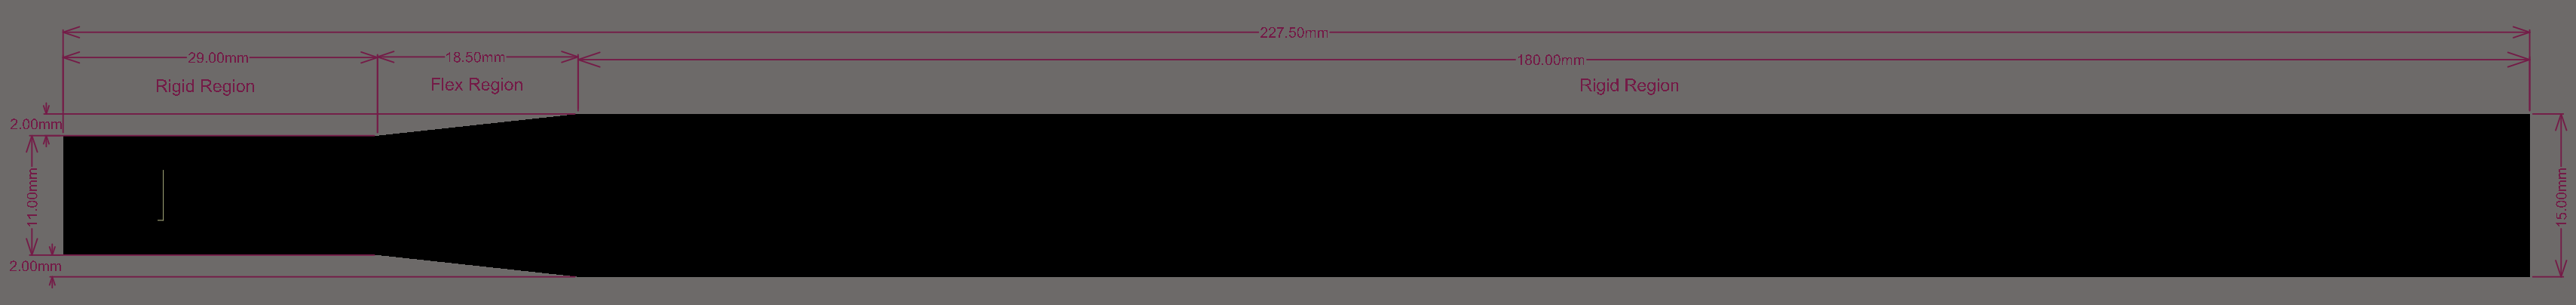 227.50mm
29.00mm
18.50mm
180.00mm
Rigid Region
Flex Region
Rigid Region
2.00mm
11.00mm
15.00mm
2.00mm